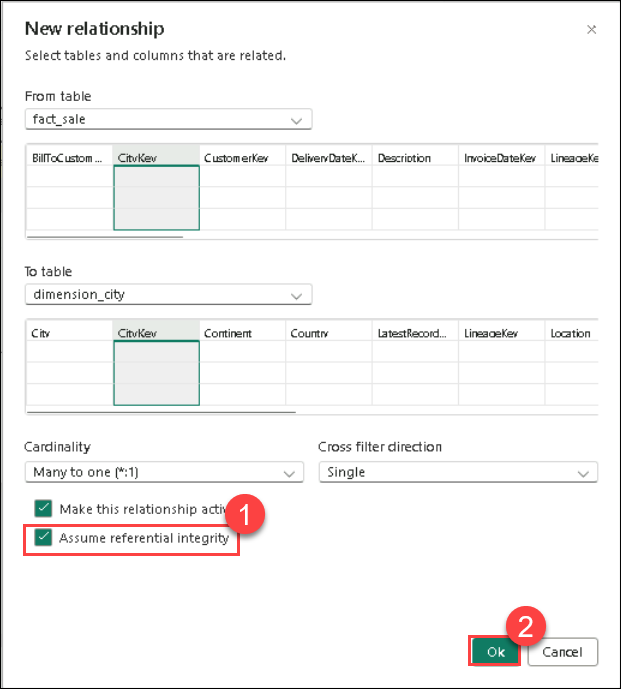 New relationship
Select tables and columns that are related.
From table
fact_sale
BillToCustom... CityKey CustomerKey DeliveryDateK... Description InvoiceDateKey LineageKe
To table
dimension_city
City CityKey Continent Country LatestRecord... LineageKey Location
Cardinality Cross filter direction
Many to one (*:1) Single
Make this relationship activ
1
Assume referential integrity
2
Ok Cancel